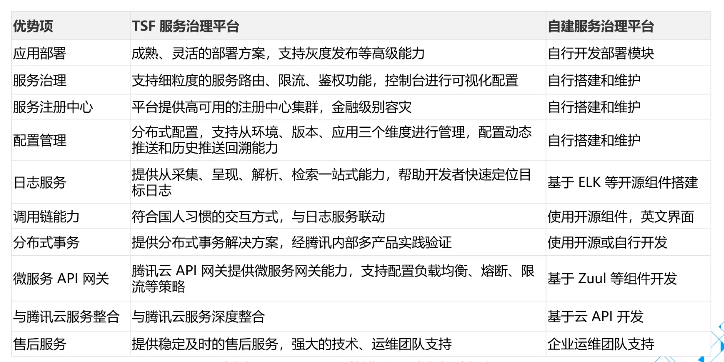 优势项 TSF 服务治理平台 自建服务治理平台
应用部署 成熟、灵活的部署方案，支持灰度发布等高级能力 自行开发部署模块
服务治理 支持细粒度的服务路由、限流、鉴权功能，控制台进行可视化配置 自行搭建和维护
服务注册中心 平台提供高可用的注册中心集群，金融级别容灾 自行搭建和维护
配置管理 分布式配置，支持从环境、版本、应用三个维度进行管理，配置动态
推送和历史推送回溯能力 自行搭建和维护
日志服务 提供从采集、呈现、解析、检索一站式能力，帮助开发者快速定位目
标日志 基于 ELK 等开源组件搭建
调用链能力 符合国人习惯的交互方式，与日志服务联动 使用开源组件，英文界面
分布式事务 提供分布式事务解决方案，经腾讯内部多产品实践验证 使用开源或自行开发
微服务 API 网关 腾讯云 API 网关提供微服务网关能力，支持配置负载均衡、熔断、限
流等策略 基于 Zuul 等组件开发
与腾讯云服务整合 与腾讯云服务深度整合 基于云 API 开发
售后服务 提供稳定及时的售后服务，强大的技术、运维团队支持 企业运维团队支持